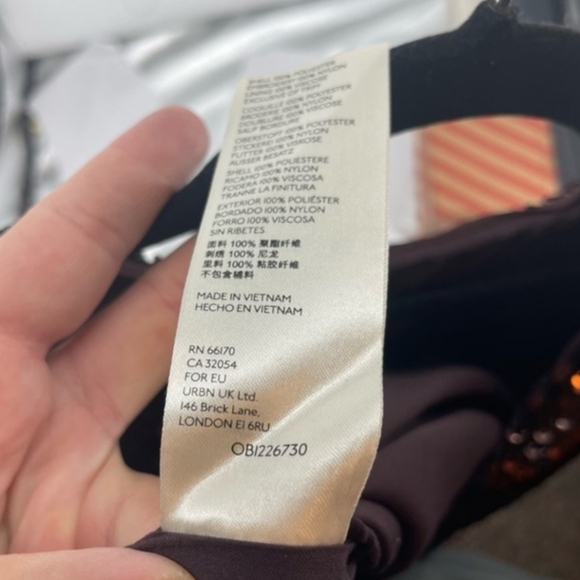 SHELL 100% POLYESTER
EMBROIDERY 100% NYLON
LINING 100% VISCOSE
EXCLUSIVE OF TRIM
COQUILLE 100% POLYESTER
BRODERIE 100% NYLON
DOUBLURE 100% VISCOSE
SAUF BORDURE
OBERSTOFF 100% POLYESTER
STICKEREI 100% NYLON
FUTTER 100% VISKOSE
AUSSER BESATZ
SHELL 100% POLIESTERE
RICAMO 100% NYLON
FODERA 100% VISCOSA
TRANNE LA FINITURA
EXTERIOR 100% POLIÉSTER
BORDADO 100% NYLON
FORRO 100% VISCOSA
SIN RIBETES
面料 100% 聚酯纤维
刺绣 100% 尼龙
里料 100% 粘胶纤维
不包含辅料
MADE IN VIETNAM
HECHO EN VIETNAM
RN 66170
CA 32054
FOR EU
URBN UK Ltd.
146 Brick Lane,
LONDON E1 6RU
OB1226730